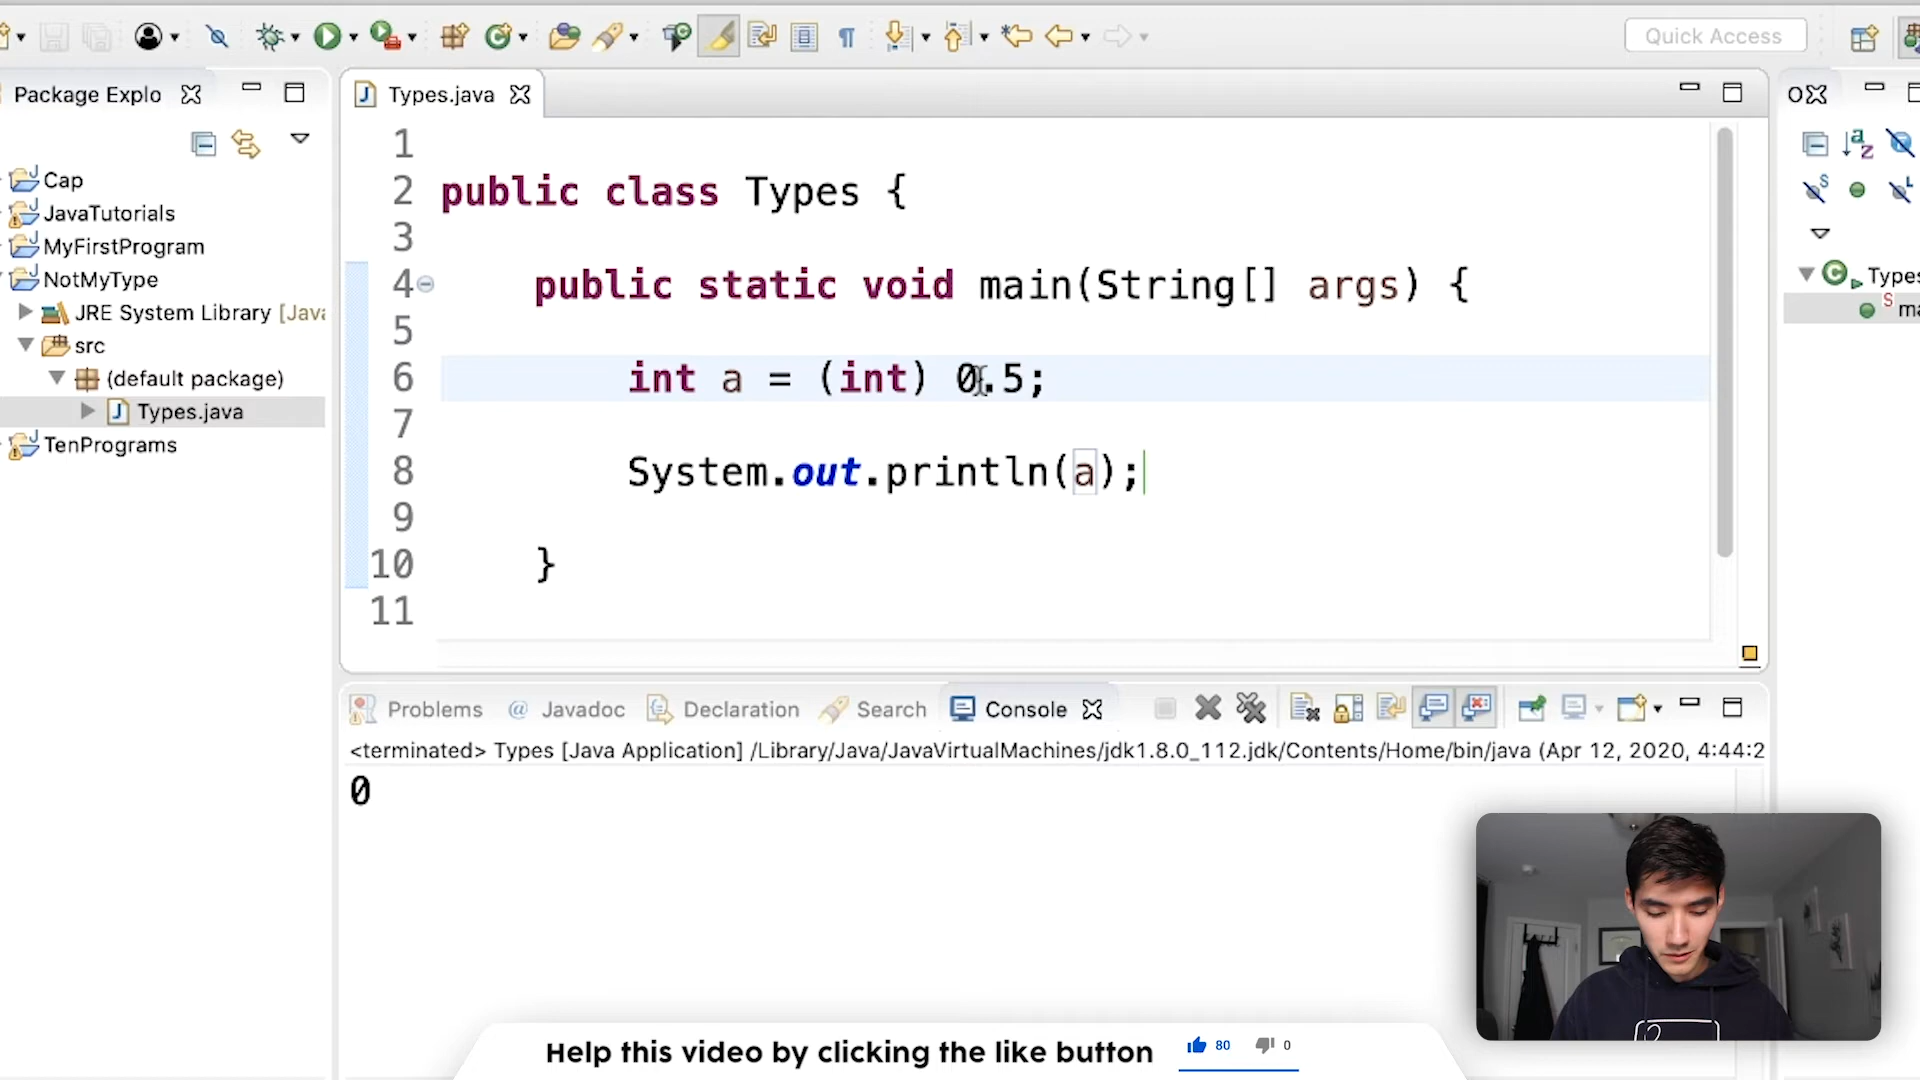 Quick Access
Package Explo
Types.java
Cap
JavaTutorials
MyFirstProgram
NotMyType
JRE System Library [Java
src
(default package)
Types.java
TenPrograms
1
2 public class Types {
3
4 public static void main(String[] args) {
5
6 int a = (int) 0.5;
7
8 System.out.println(a);
9
10 }
11
Types
ma
Problems @ Javadoc Declaration Search Console
<terminated> Types [Java Application] /Library/Java/JavaVirtualMachines/jdk1.8.0_112.jdk/Contents/Home/bin/java (Apr 12, 2020, 4:44:2
0
Help this video by clicking the like button 80 0